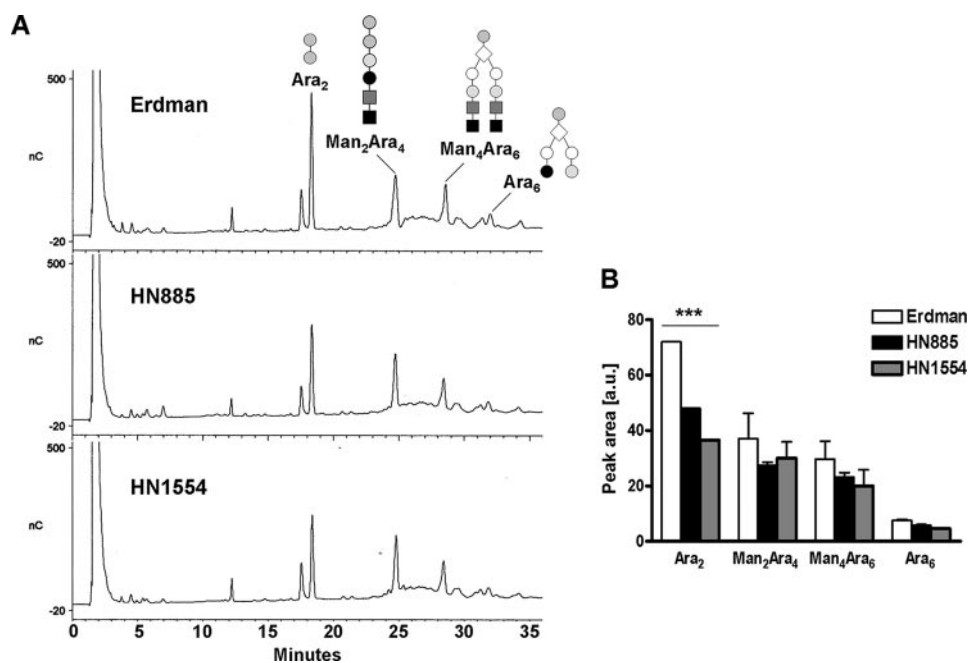 A
500
Erdman
nC
-20
Ara₂
Man₂Ara₄
Man₄Ara₆
Ara₆
500
HN885
nC
-20
500
HN1554
nC
-20
0 5 10 15 20 25 30 35
Minutes
B
80
60
40
20
0
Peak area [a.u.]
***
Erdman
HN885
HN1554
Ara₂ Man₂Ara₄ Man₄Ara₆ Ara₆